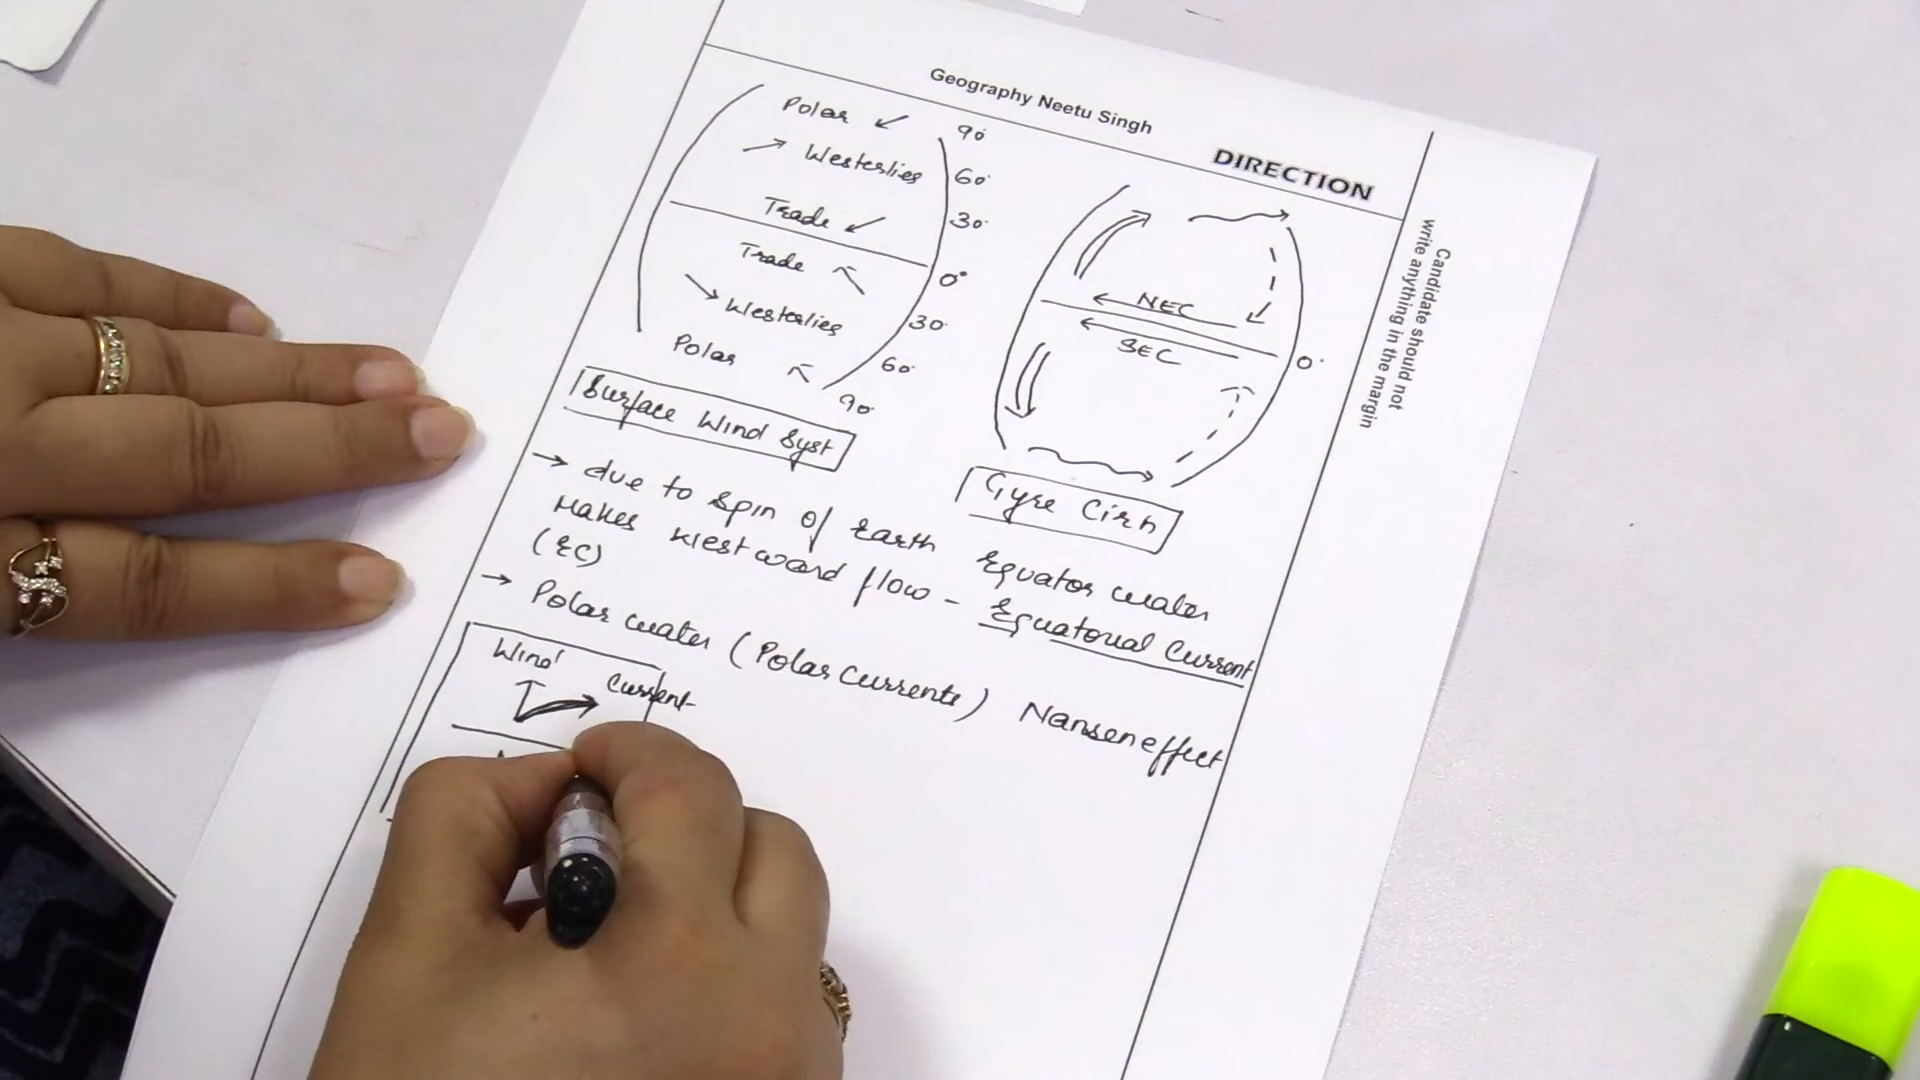 Geography Neetu Singh
DIRECTION
Candidate should not
write anything in the margin
Polar ↙ 90°
→ Westerlies 60°
Trade ↙ 30°
Trade ↖ 0°
↘ Westerlies 30°
Polar ↖ 60°
90°
Surface Wind Syst
NEC
SEC
0°
Gyre Cirn
→ due to spin of Earth Equator water
Makes Westward flow - Equatorial Current
(EC)
→ Polar water (Polar Currents) Nansen effect
Wind
Current